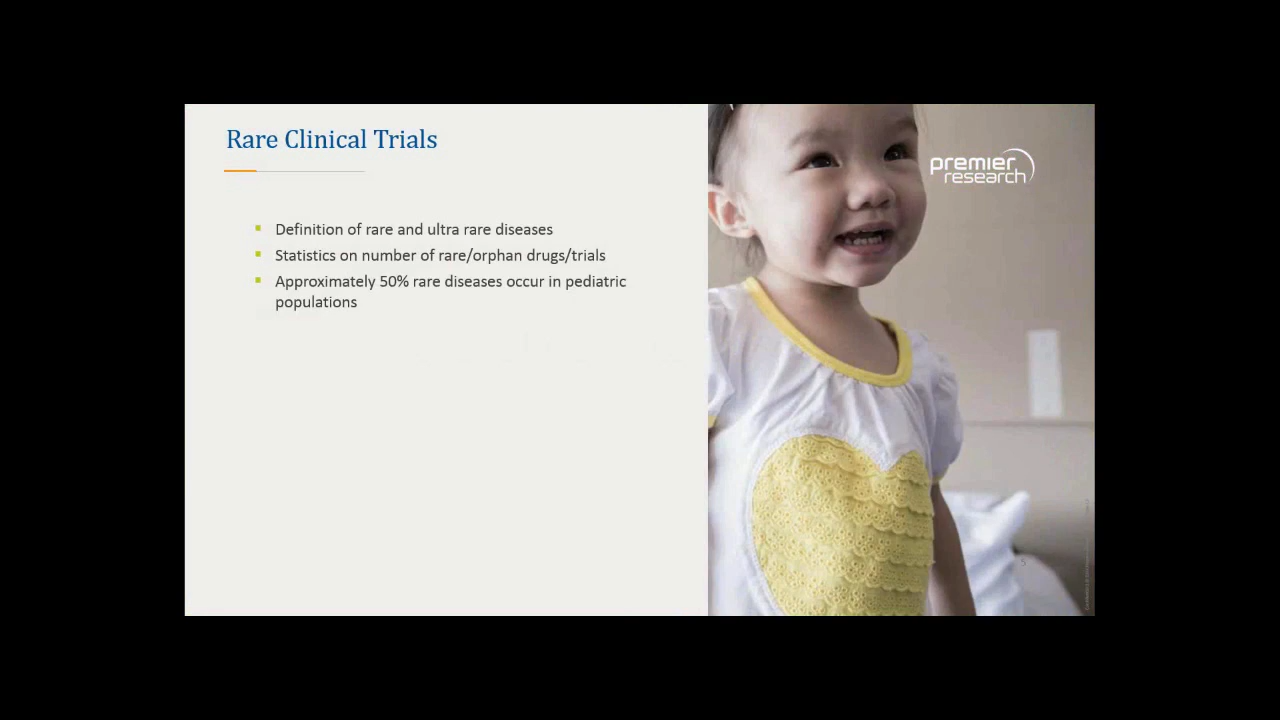 Rare Clinical Trials
premier
research
Definition of rare and ultra rare diseases
Statistics on number of rare/orphan drugs/trials
Approximately 50% rare diseases occur in pediatric
populations
5